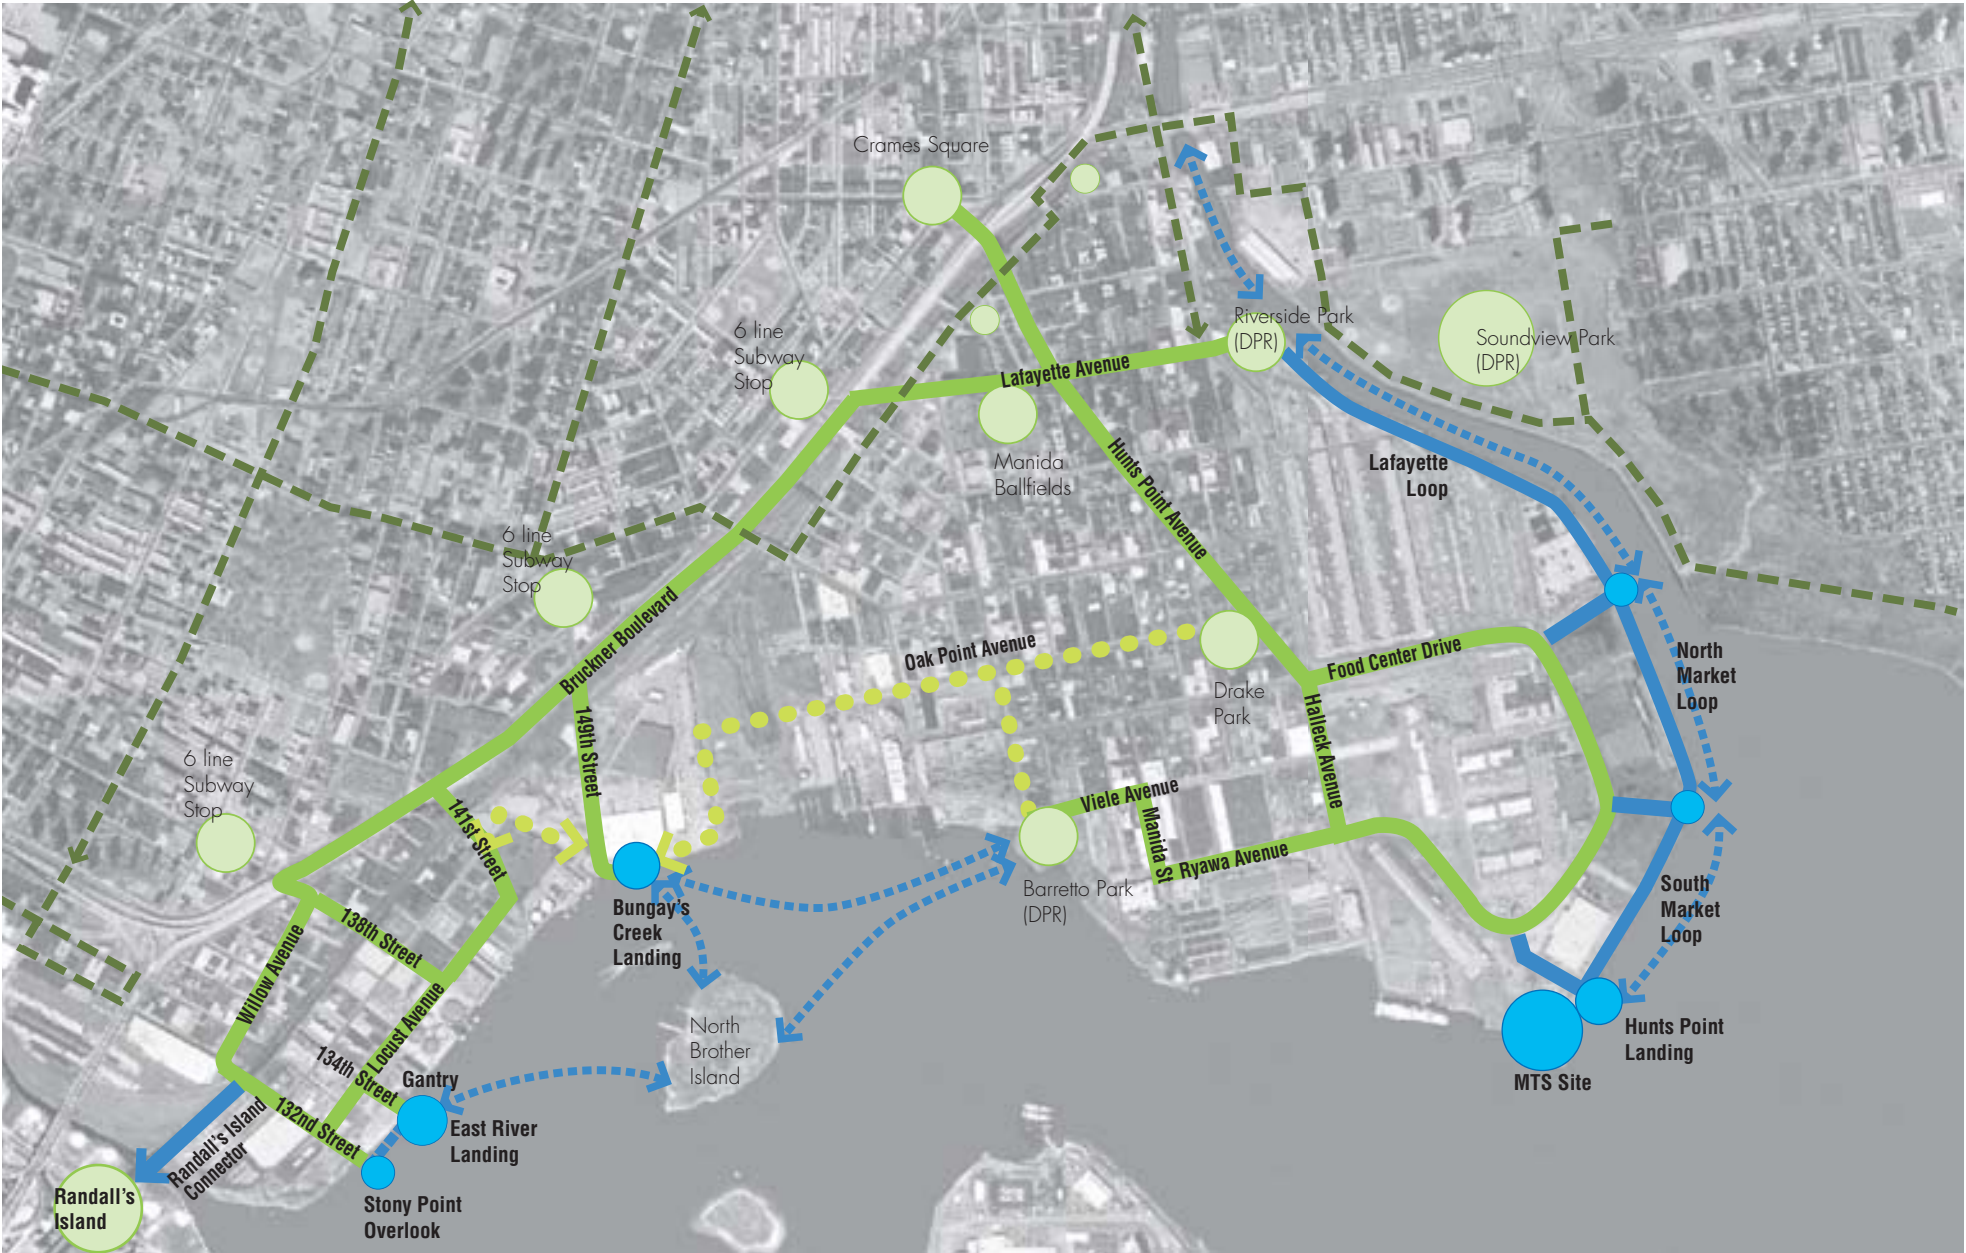 Crames Square
6 line
Subway
Stop
Riverside Park
(DPR)
Soundview Park
(DPR)
Lafayette Avenue
Manida
Ballfields
Hunts Point Avenue
Lafayette
Loop
6 line
Subway
Stop
Bruckner Boulevard
Oak Point Avenue
Drake
Park
Food Center Drive
North
Market
Loop
149th Street
Halleck Avenue
6 line
Subway
Stop
141st Street
Viele Avenue
Manida St
Ryawa Avenue
Barretto Park
(DPR)
South
Market
Loop
Bungay's
Creek
Landing
138th Street
Willow Avenue
Locust Avenue
North
Brother
Island
Hunts Point
Landing
MTS Site
134th Street
Gantry
132nd Street
East River
Landing
Randall's Island
Connector
Randall's
Island
Stony Point
Overlook